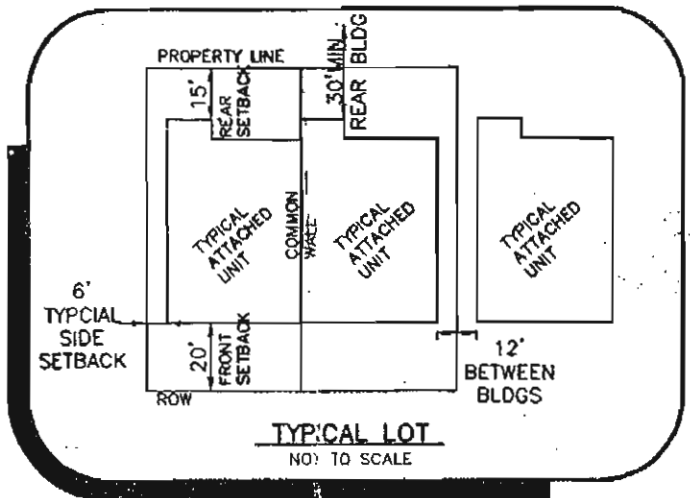 PROPERTY LINE
15'
REAR
SETBACK
30' MIN.
REAR BLDG
TYPICAL
ATTACHED
UNIT
COMMON
WALL
TYPICAL
ATTACHED
UNIT
TYPICAL
ATTACHED
UNIT
6'
TYPCIAL
SIDE
SETBACK
20'
FRONT
SETBACK
12'
BETWEEN
BLDGS
ROW
TYPICAL LOT
NOT TO SCALE